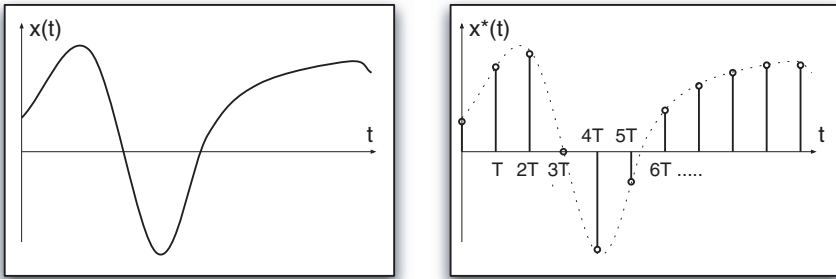 x(t)
t
x*(t)
4T 5T
t
T 2T 3T 6T .....